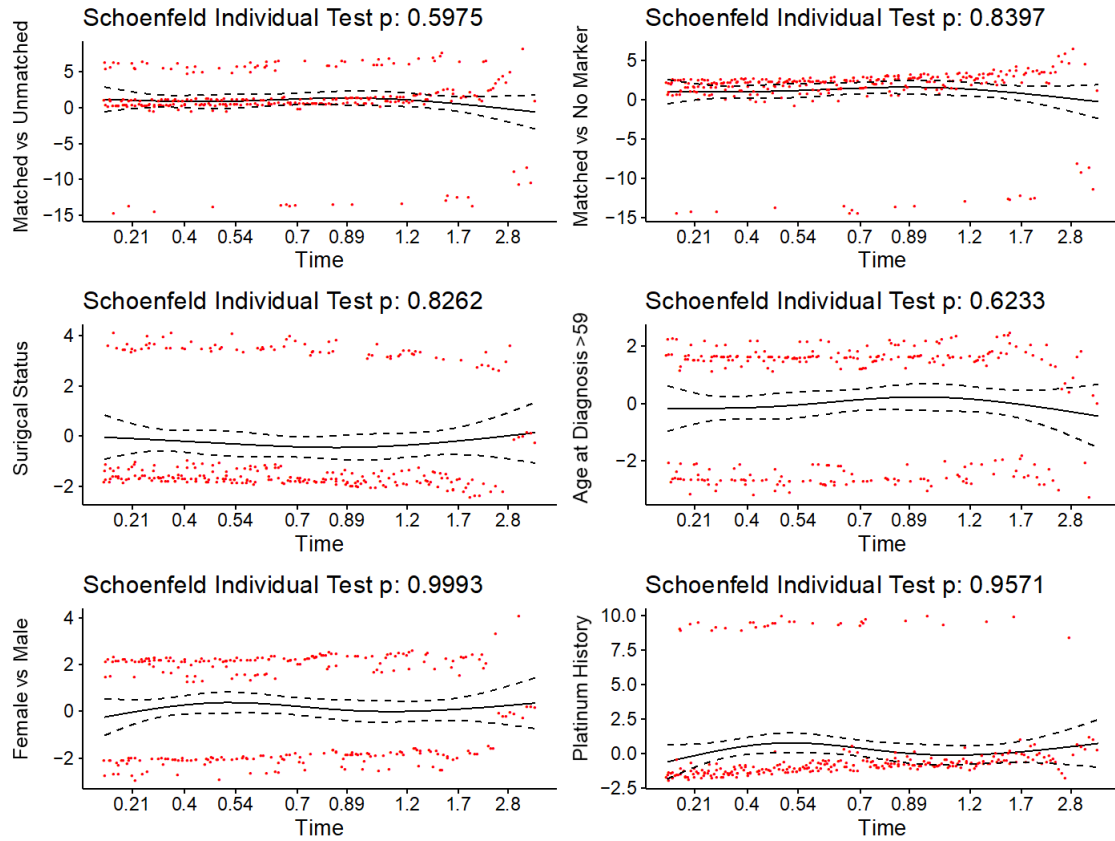 Schoenfeld Individual Test p: 0.5975
Matched vs Unmatched
5
0
−5
−10
−15
0.21 0.4 0.54 0.7 0.89 1.2 1.7 2.8
Time
Schoenfeld Individual Test p: 0.8397
Matched vs No Marker
5
0
−5
−10
−15
0.21 0.4 0.54 0.7 0.89 1.2 1.7 2.8
Time
Schoenfeld Individual Test p: 0.8262
Surigcal Status
4
2
0
−2
0.21 0.4 0.54 0.7 0.89 1.2 1.7 2.8
Time
Schoenfeld Individual Test p: 0.6233
Age at Diagnosis >59
2
0
−2
0.21 0.4 0.54 0.7 0.89 1.2 1.7 2.8
Time
Schoenfeld Individual Test p: 0.9993
Female vs Male
4
2
0
−2
0.21 0.4 0.54 0.7 0.89 1.2 1.7 2.8
Time
Schoenfeld Individual Test p: 0.9571
Platinum History
10.0
7.5
5.0
2.5
0.0
−2.5
0.21 0.4 0.54 0.7 0.89 1.2 1.7 2.8
Time